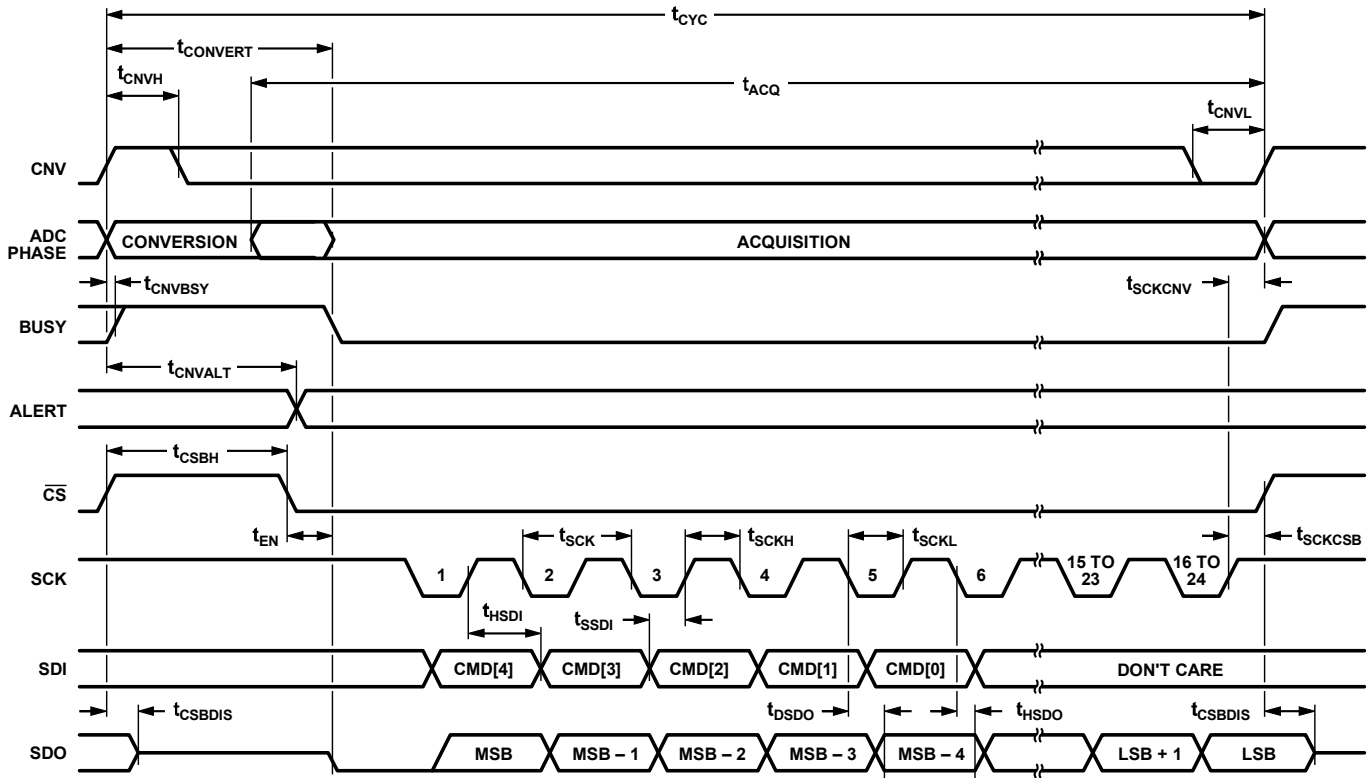 tCYC
tCONVERT
tCNVH
tACQ
tCNVL
CNV
ADC
PHASE
CONVERSION
ACQUISITION
tCNVBSY
tSCKCNV
BUSY
tCNVALT
ALERT
tCSBH
CS
tEN
tSCK
tSCKH
tSCKL
tSCKCSB
SCK
1 2 3 4 5 6 15 TO 23 16 TO 24
tHSDI
tSSDI
SDI
CMD[4] CMD[3] CMD[2] CMD[1] CMD[0] DON'T CARE
tCSBDIS
tDSDO
tHSDO
tCSBDIS
SDO
MSB MSB – 1 MSB – 2 MSB – 3 MSB – 4 LSB + 1 LSB